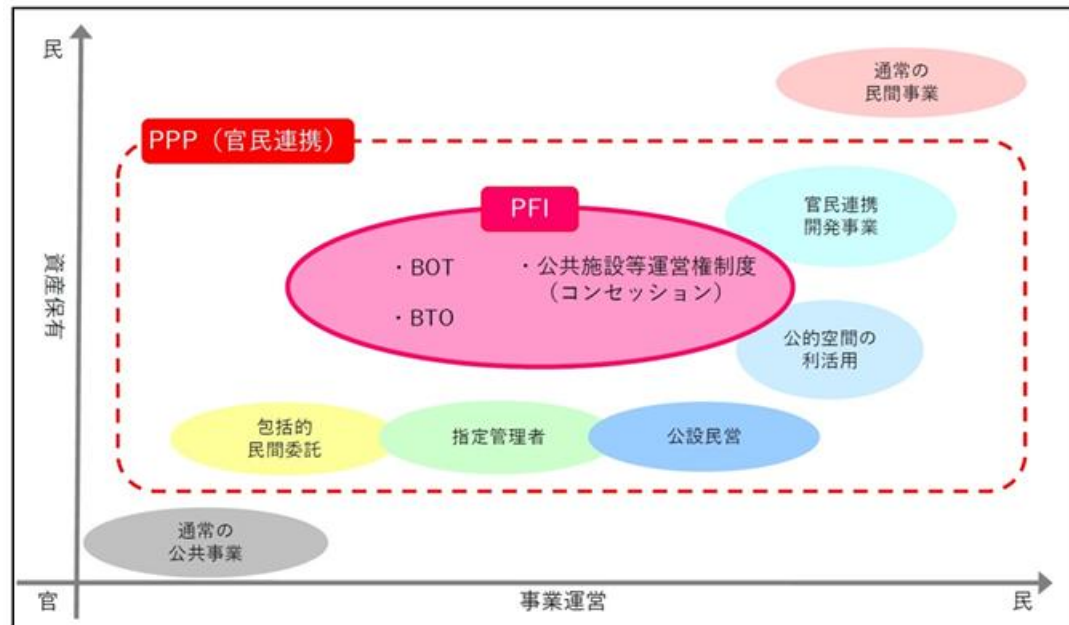 民
通常の
民間事業
PPP（官民連携）
PFI
・BOT
・BTO
・公共施設等運営権制度
（コンセッション）
官民連携
開発事業
資産保有
公的空間の
利活用
包括的
民間委託
指定管理者
公設民営
通常の
公共事業
官
事業運営
民